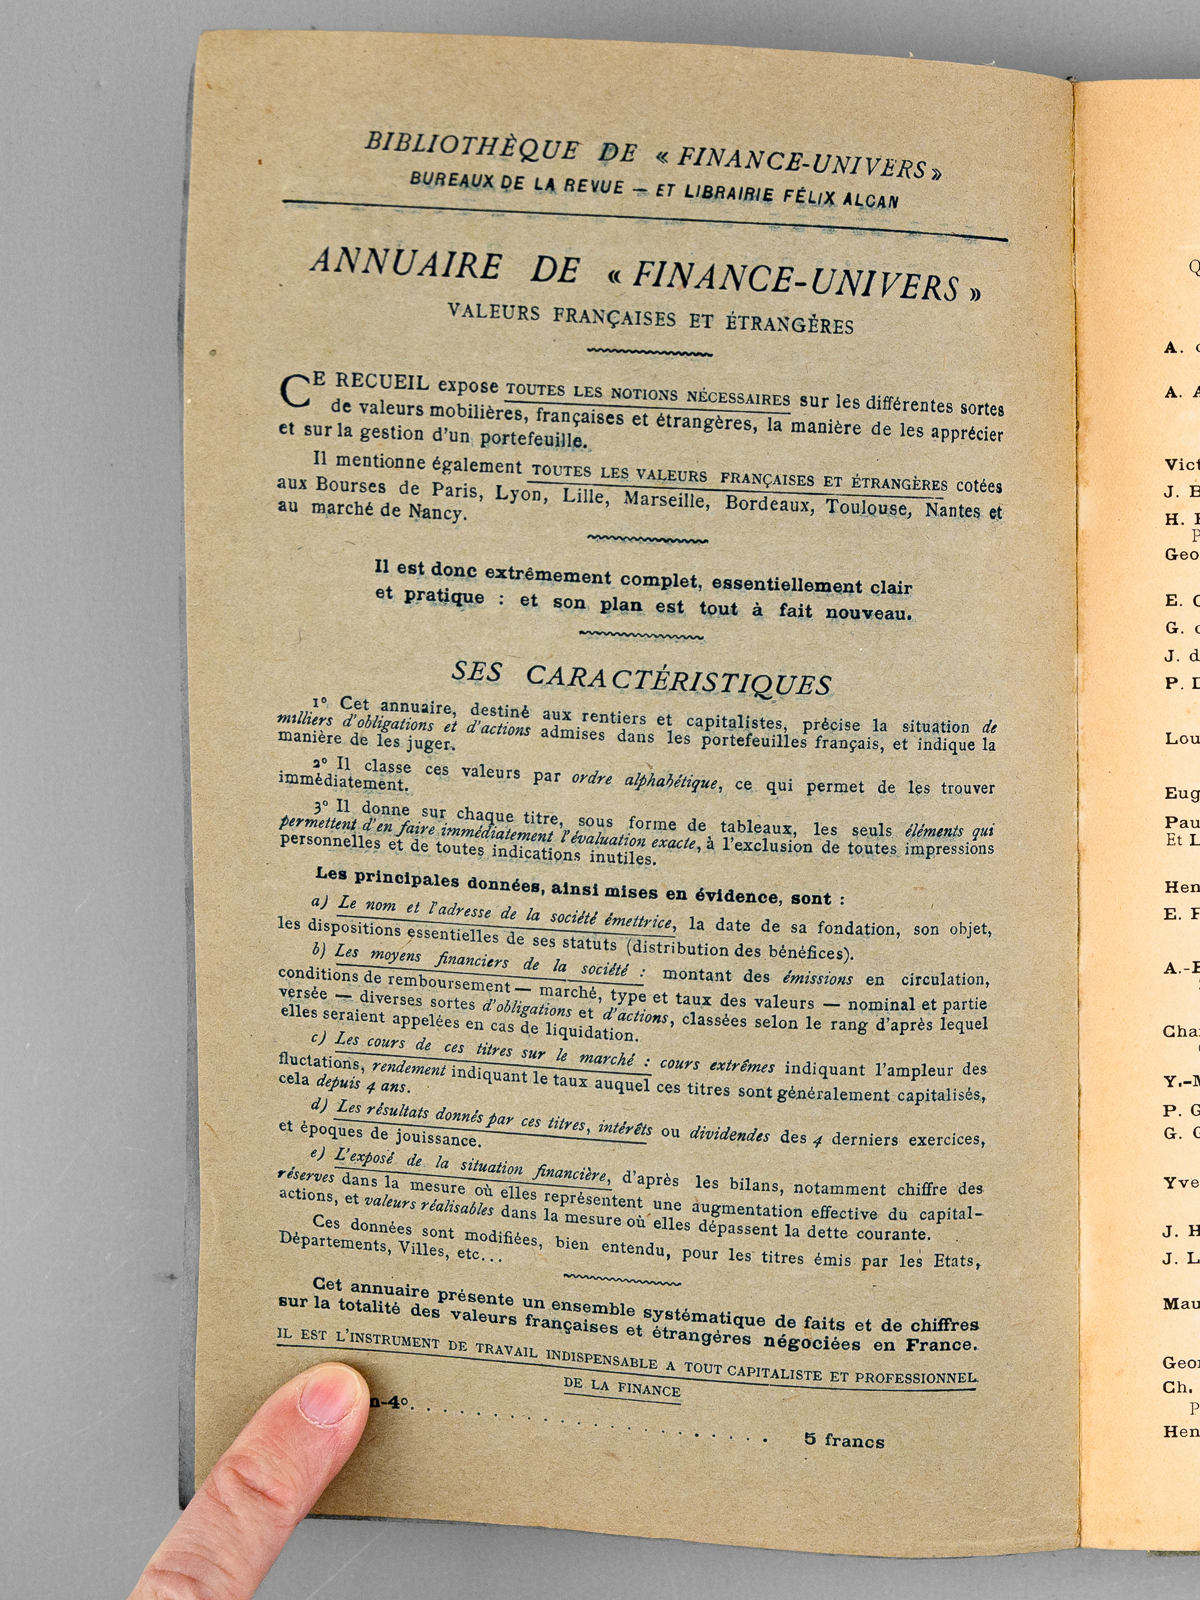 BIBLIOTHÈQUE DE « FINANCE-UNIVERS »
BUREAUX DE LA REVUE — ET LIBRAIRIE FÉLIX ALCAN
ANNUAIRE DE « FINANCE-UNIVERS »
VALEURS FRANÇAISES ET ÉTRANGÈRES
CE RECUEIL expose TOUTES LES NOTIONS NÉCESSAIRES sur les différentes sortes
de valeurs mobilières, françaises et étrangères, la manière de les apprécier
et sur la gestion d'un portefeuille.
Il mentionne également TOUTES LES VALEURS FRANÇAISES ET ÉTRANGÈRES cotées
aux Bourses de Paris, Lyon, Lille, Marseille, Bordeaux, Toulouse, Nantes et
au marché de Nancy.
Il est donc extrêmement complet, essentiellement clair
et pratique : et son plan est tout à fait nouveau.
SES CARACTÉRISTIQUES
1° Cet annuaire, destiné aux rentiers et capitalistes, précise la situation de
milliers d'obligations et d'actions admises dans les portefeuilles français, et indique la
manière de les juger.
2° Il classe ces valeurs par ordre alphabétique, ce qui permet de les trouver
immédiatement.
3° Il donne sur chaque titre, sous forme de tableaux, les seuls éléments qui
permettent d'en faire immédiatement l'évaluation exacte, à l'exclusion de toutes impressions
personnelles et de toutes indications inutiles.
Les principales données, ainsi mises en évidence, sont :
a) Le nom et l'adresse de la société émettrice, la date de sa fondation, son objet,
les dispositions essentielles de ses statuts (distribution des bénéfices).
b) Les moyens financiers de la société : montant des émissions en circulation,
conditions de remboursement — marché, type et taux des valeurs — nominal et partie
versée — diverses sortes d'obligations et d'actions, classées selon le rang d'après lequel
elles seraient appelées en cas de liquidation.
c) Les cours de ces titres sur le marché : cours extrêmes indiquant l'ampleur des
fluctations, rendement indiquant le taux auquel ces titres sont généralement capitalisés,
cela depuis 4 ans.
d) Les résultats donnés par ces titres, intérêts ou dividendes des 4 derniers exercices,
et époques de jouissance.
e) L'exposé de la situation financière, d'après les bilans, notamment chiffre des
réserves dans la mesure où elles représentent une augmentation effective du capital-
actions, et valeurs réalisables dans la mesure où elles dépassent la dette courante.
Ces données sont modifiées, bien entendu, pour les titres émis par les Etats,
Départements, Villes, etc...
Cet annuaire présente un ensemble systématique de faits et de chiffres
sur la totalité des valeurs françaises et étrangères négociées en France.
IL EST L'INSTRUMENT DE TRAVAIL INDISPENSABLE A TOUT CAPITALISTE ET PROFESSIONNEL
DE LA FINANCE
n-4°. . . . . . . . . . . . . . . . . . . 5 francs
Q
A.
A. A
Vict
J. B
H.
P
Geo
E. C
G.
J. d
P. D
Lou
Eug
Pau
Et L
Hen
E. F
A.-
Cha
Y.-M
P. G
G. G
Yve
J. H
J. L
Mau
Geor
Ch.
P
Hen